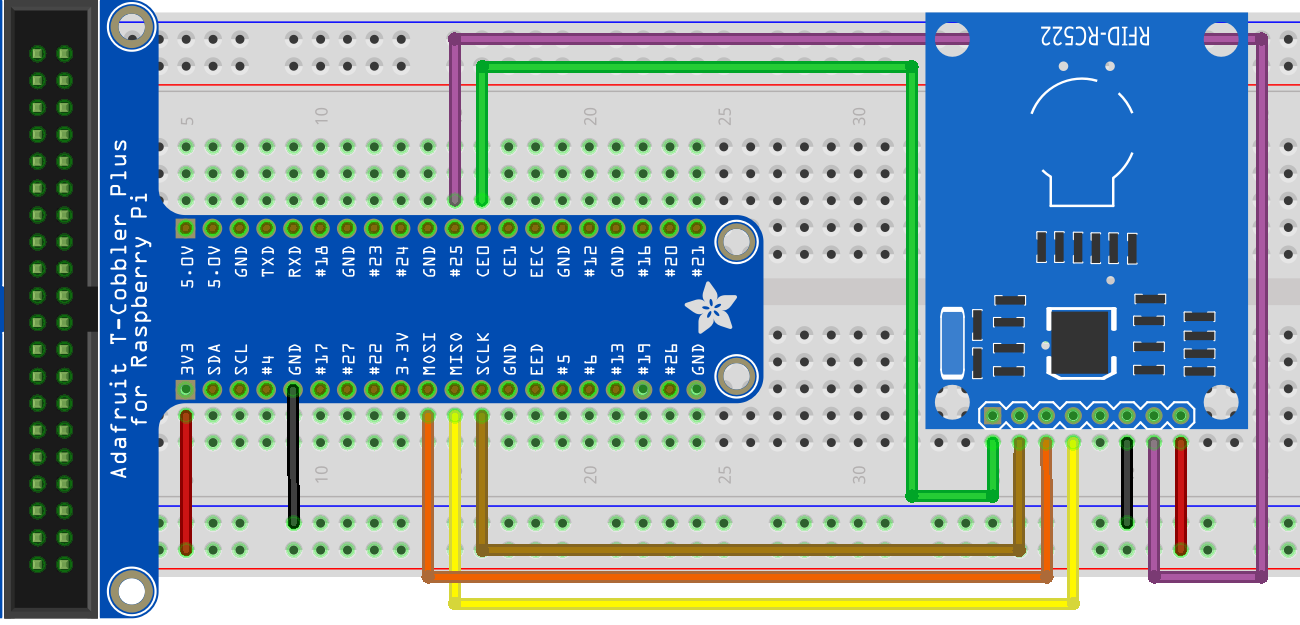 Adafruit T-Cobbler Plus
for Raspberry Pi
5 10 20 25 30
5.0V 5.0V GND TXD RXD #18 GND #23 #24 GND #25 CE0 CE1 EEC GND #12 GND #16 #20 #21
3V3 SDA SCL #4 GND #17 #27 #22 3.3V MOSI MISO SCLK GND EED #5 #6 #13 #19 #26 GND
10 20 25 30
RFID-RC522